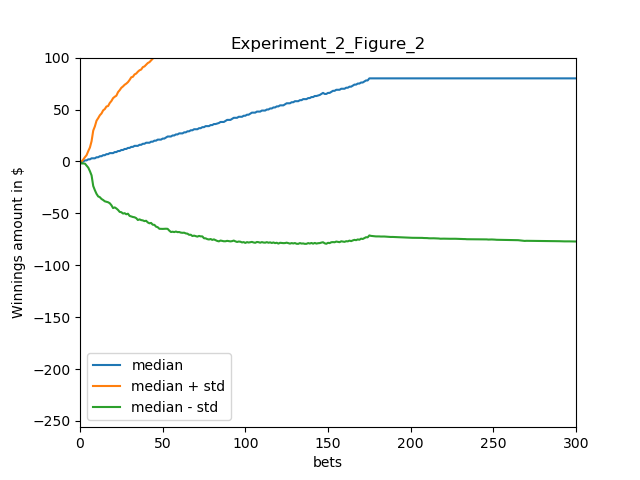 Experiment_2_Figure_2
Winnings amount in $
100
50
0
−50
−100
−150
−200
−250
median
median + std
median - std
0 50 100 150 200 250 300
bets